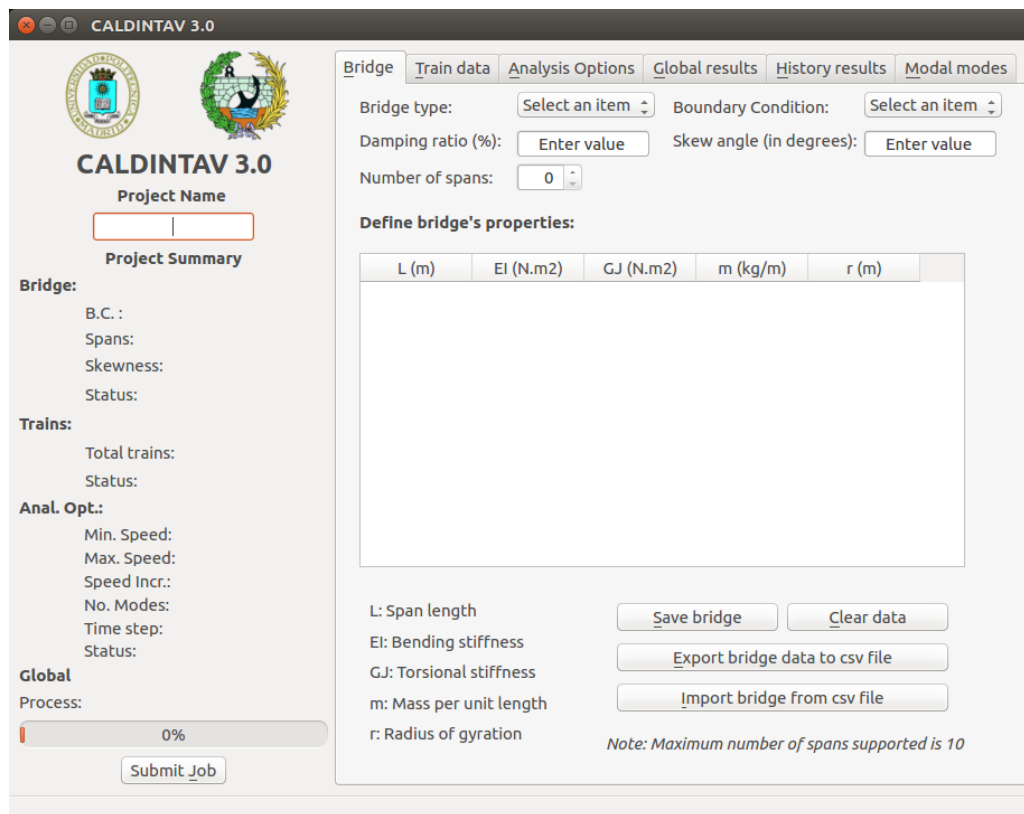 CALDINTAV 3.0
CALDINTAV 3.0
Project Name
Project Summary
Bridge:
B.C. :
Spans:
Skewness:
Status:
Trains:
Total trains:
Status:
Anal. Opt.:
Min. Speed:
Max. Speed:
Speed Incr.:
No. Modes:
Time step:
Status:
Global
Process:
0%
Submit Job
Bridge Train data Analysis Options Global results History results Modal modes
Bridge type: Select an item Boundary Condition: Select an item
Damping ratio (%): Enter value Skew angle (in degrees): Enter value
Number of spans: 0
Define bridge's properties:
L (m) EI (N.m2) GJ (N.m2) m (kg/m) r (m)
L: Span length
EI: Bending stiffness
GJ: Torsional stiffness
m: Mass per unit length
r: Radius of gyration
Save bridge Clear data
Export bridge data to csv file
Import bridge from csv file
Note: Maximum number of spans supported is 10